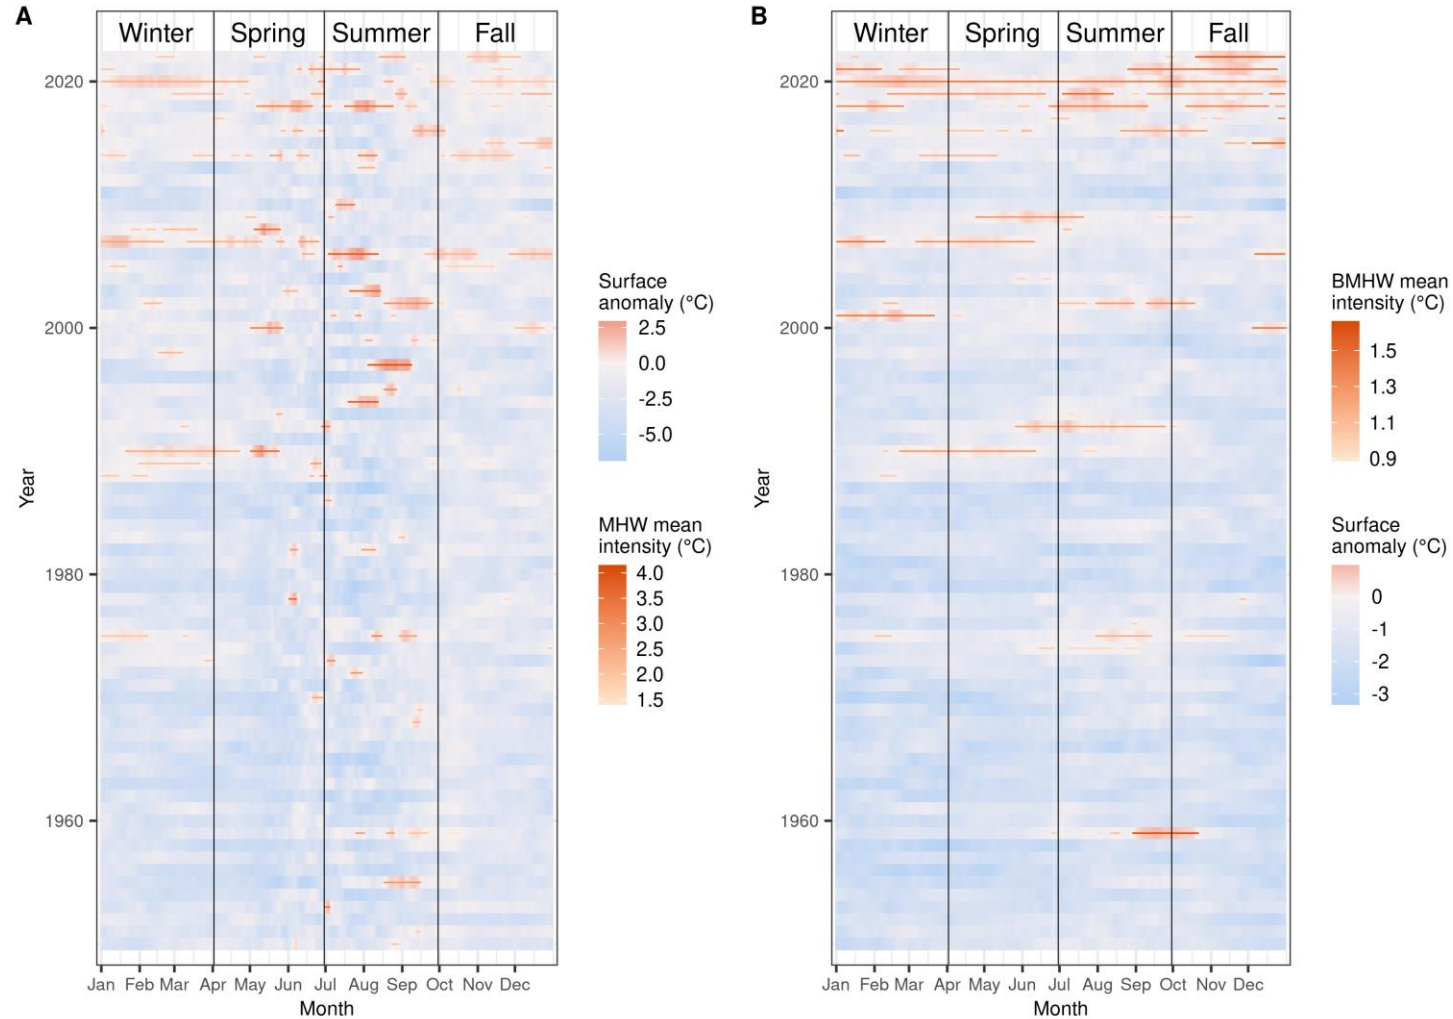 A
Winter Spring Summer Fall
2020
2000
1980
1960
Year
Jan Feb Mar Apr May Jun Jul Aug Sep Oct Nov Dec
Month
Surface
anomaly (°C)
2.5
0.0
-2.5
-5.0
MHW mean
intensity (°C)
4.0
3.5
3.0
2.5
2.0
1.5
B
Winter Spring Summer Fall
2020
2000
1980
1960
Year
Jan Feb Mar Apr May Jun Jul Aug Sep Oct Nov Dec
Month
BMHW mean
intensity (°C)
1.5
1.3
1.1
0.9
Surface
anomaly (°C)
0
-1
-2
-3